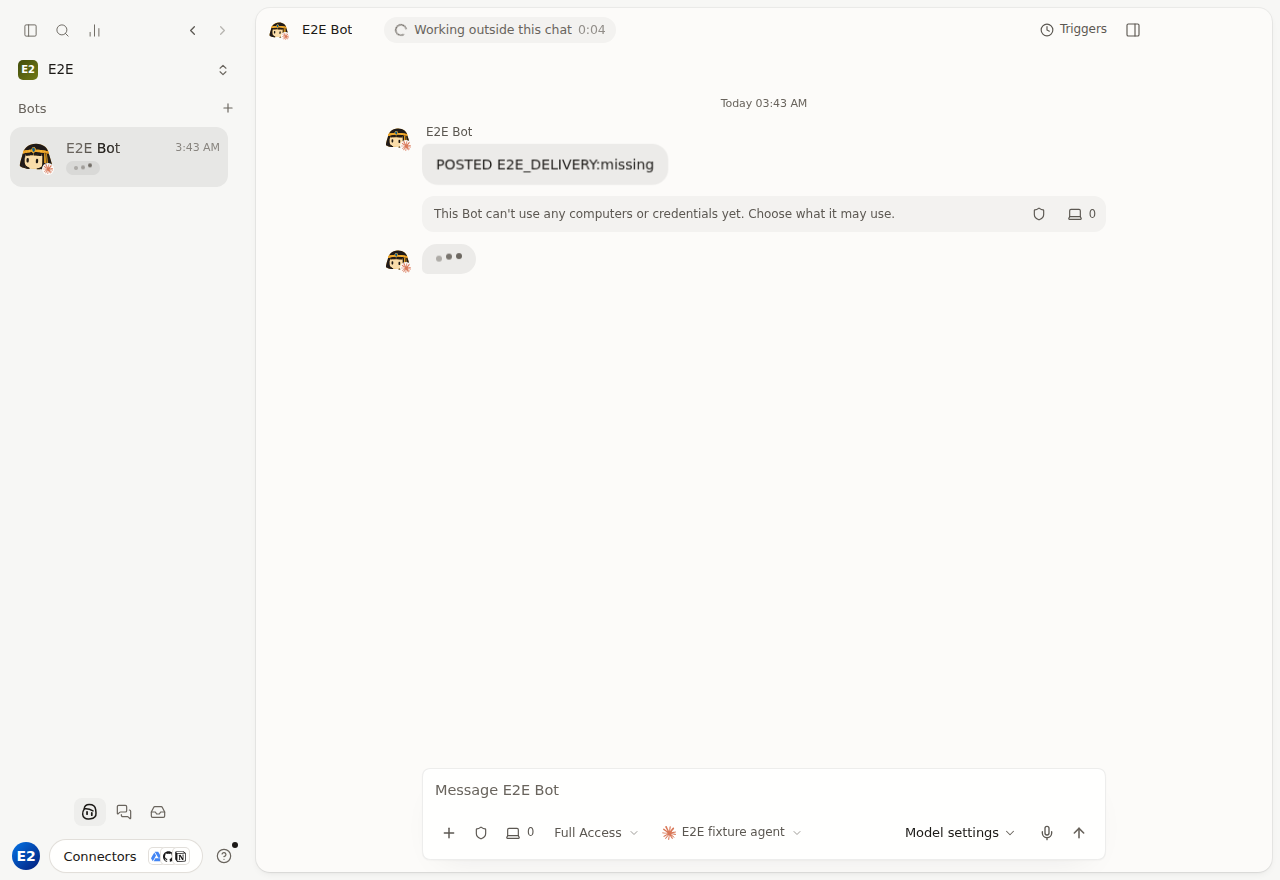 E2E Bot
Working outside this chat 0:04
Triggers
E2 E2E
Bots
E2E Bot 3:43 AM
Today 03:43 AM
E2E Bot
POSTED E2E_DELIVERY:missing
This Bot can't use any computers or credentials yet. Choose what it may use. 0
Message E2E Bot
0 Full Access E2E fixture agent Model settings
E2 Connectors